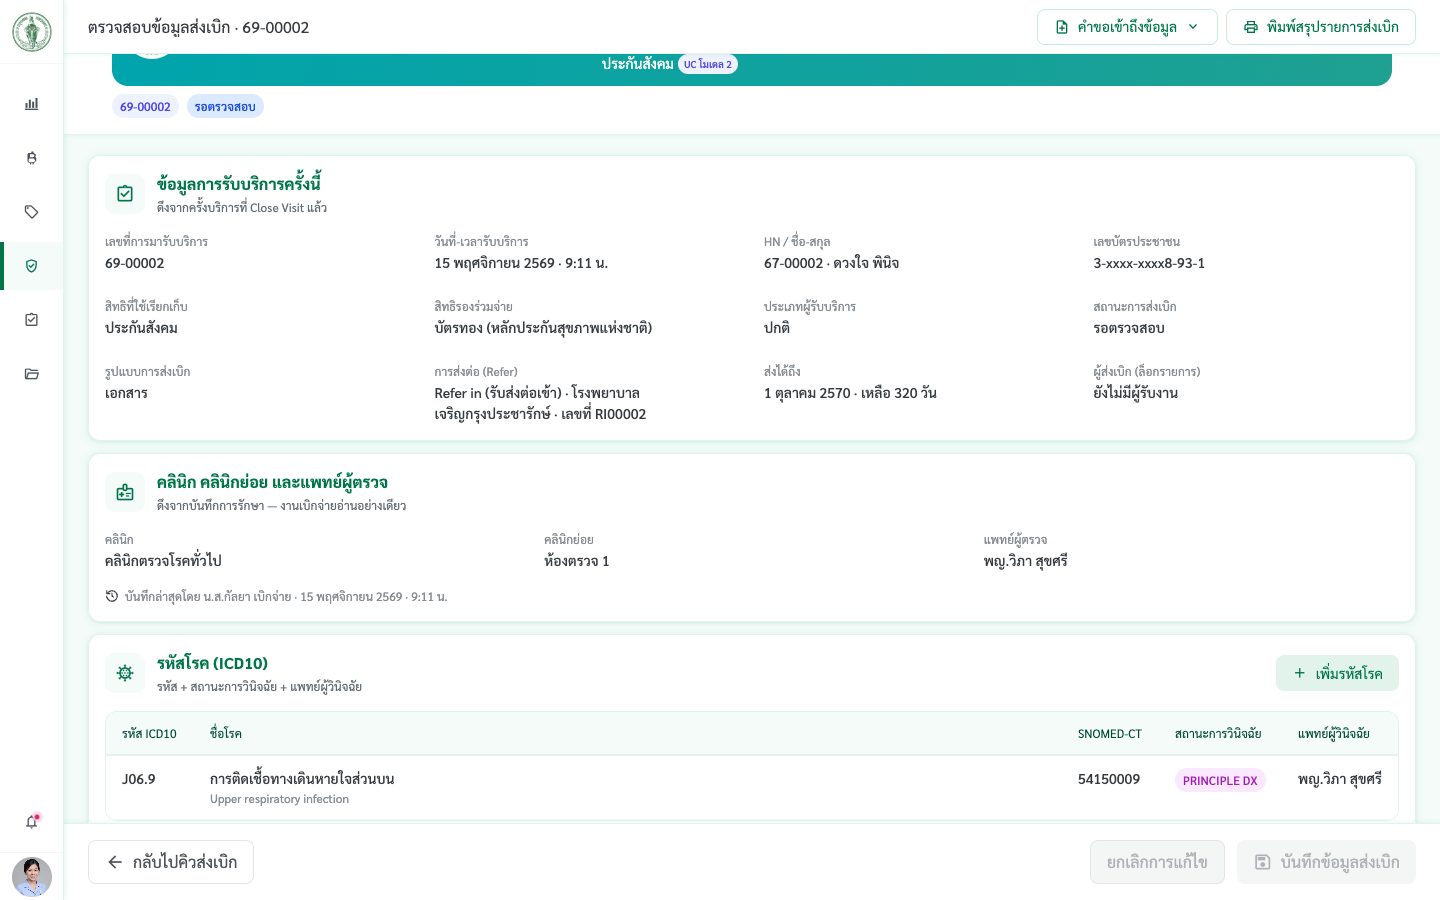 ตรวจสอบข้อมูลส่งเบิก · 69-00002
คำขอเข้าถึงข้อมูล
พิมพ์สรุปรายการส่งเบิก
ประกันสังคม UC โมเดล 2
69-00002 รอตรวจสอบ
ข้อมูลการรับบริการครั้งนี้
ดึงจากครั้งบริการที่ Close Visit แล้ว
เลขที่การมารับบริการ
69-00002
วันที่-เวลารับบริการ
15 พฤศจิกายน 2569 · 9:11 น.
HN / ชื่อ-สกุล
67-00002 · ดวงใจ พินิจ
เลขบัตรประชาชน
3-xxxx-xxxx8-93-1
สิทธิที่ใช้เรียกเก็บ
ประกันสังคม
สิทธิรองร่วมจ่าย
บัตรทอง (หลักประกันสุขภาพแห่งชาติ)
ประเภทผู้รับบริการ
ปกติ
สถานะการส่งเบิก
รอตรวจสอบ
รูปแบบการส่งเบิก
เอกสาร
การส่งต่อ (Refer)
Refer in (รับส่งต่อเข้า) · โรงพยาบาล
เจริญกรุงประชารักษ์ · เลขที่ RI00002
ส่งได้ถึง
1 ตุลาคม 2570 · เหลือ 320 วัน
ผู้ส่งเบิก (ล็อกรายการ)
ยังไม่มีผู้รับงาน
คลินิก คลินิกย่อย และแพทย์ผู้ตรวจ
ดึงจากบันทึกการรักษา — งานเบิกจ่ายอ่านอย่างเดียว
คลินิก
คลินิกตรวจโรคทั่วไป
คลินิกย่อย
ห้องตรวจ 1
แพทย์ผู้ตรวจ
พญ.วิภา สุขศรี
บันทึกล่าสุดโดย น.ส.กัลยา เบิกจ่าย · 15 พฤศจิกายน 2569 · 9:11 น.
รหัสโรค (ICD10)
รหัส + สถานะการวินิจฉัย + แพทย์ผู้วินิจฉัย
เพิ่มรหัสโรค
รหัส ICD10 ชื่อโรค SNOMED-CT สถานะการวินิจฉัย แพทย์ผู้วินิจฉัย
J06.9 การติดเชื้อทางเดินหายใจส่วนบน 54150009 PRINCIPLE DX พญ.วิภา สุขศรี
Upper respiratory infection
กลับไปคิวส่งเบิก
ยกเลิกการแก้ไข
บันทึกข้อมูลส่งเบิก